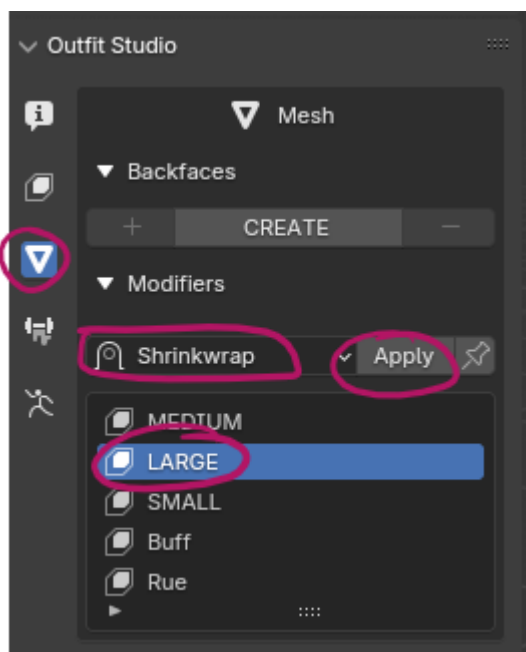 Outfit Studio
Mesh
Backfaces
CREATE
Modifiers
Shrinkwrap Apply
MEDIUM
LARGE
SMALL
Buff
Rue